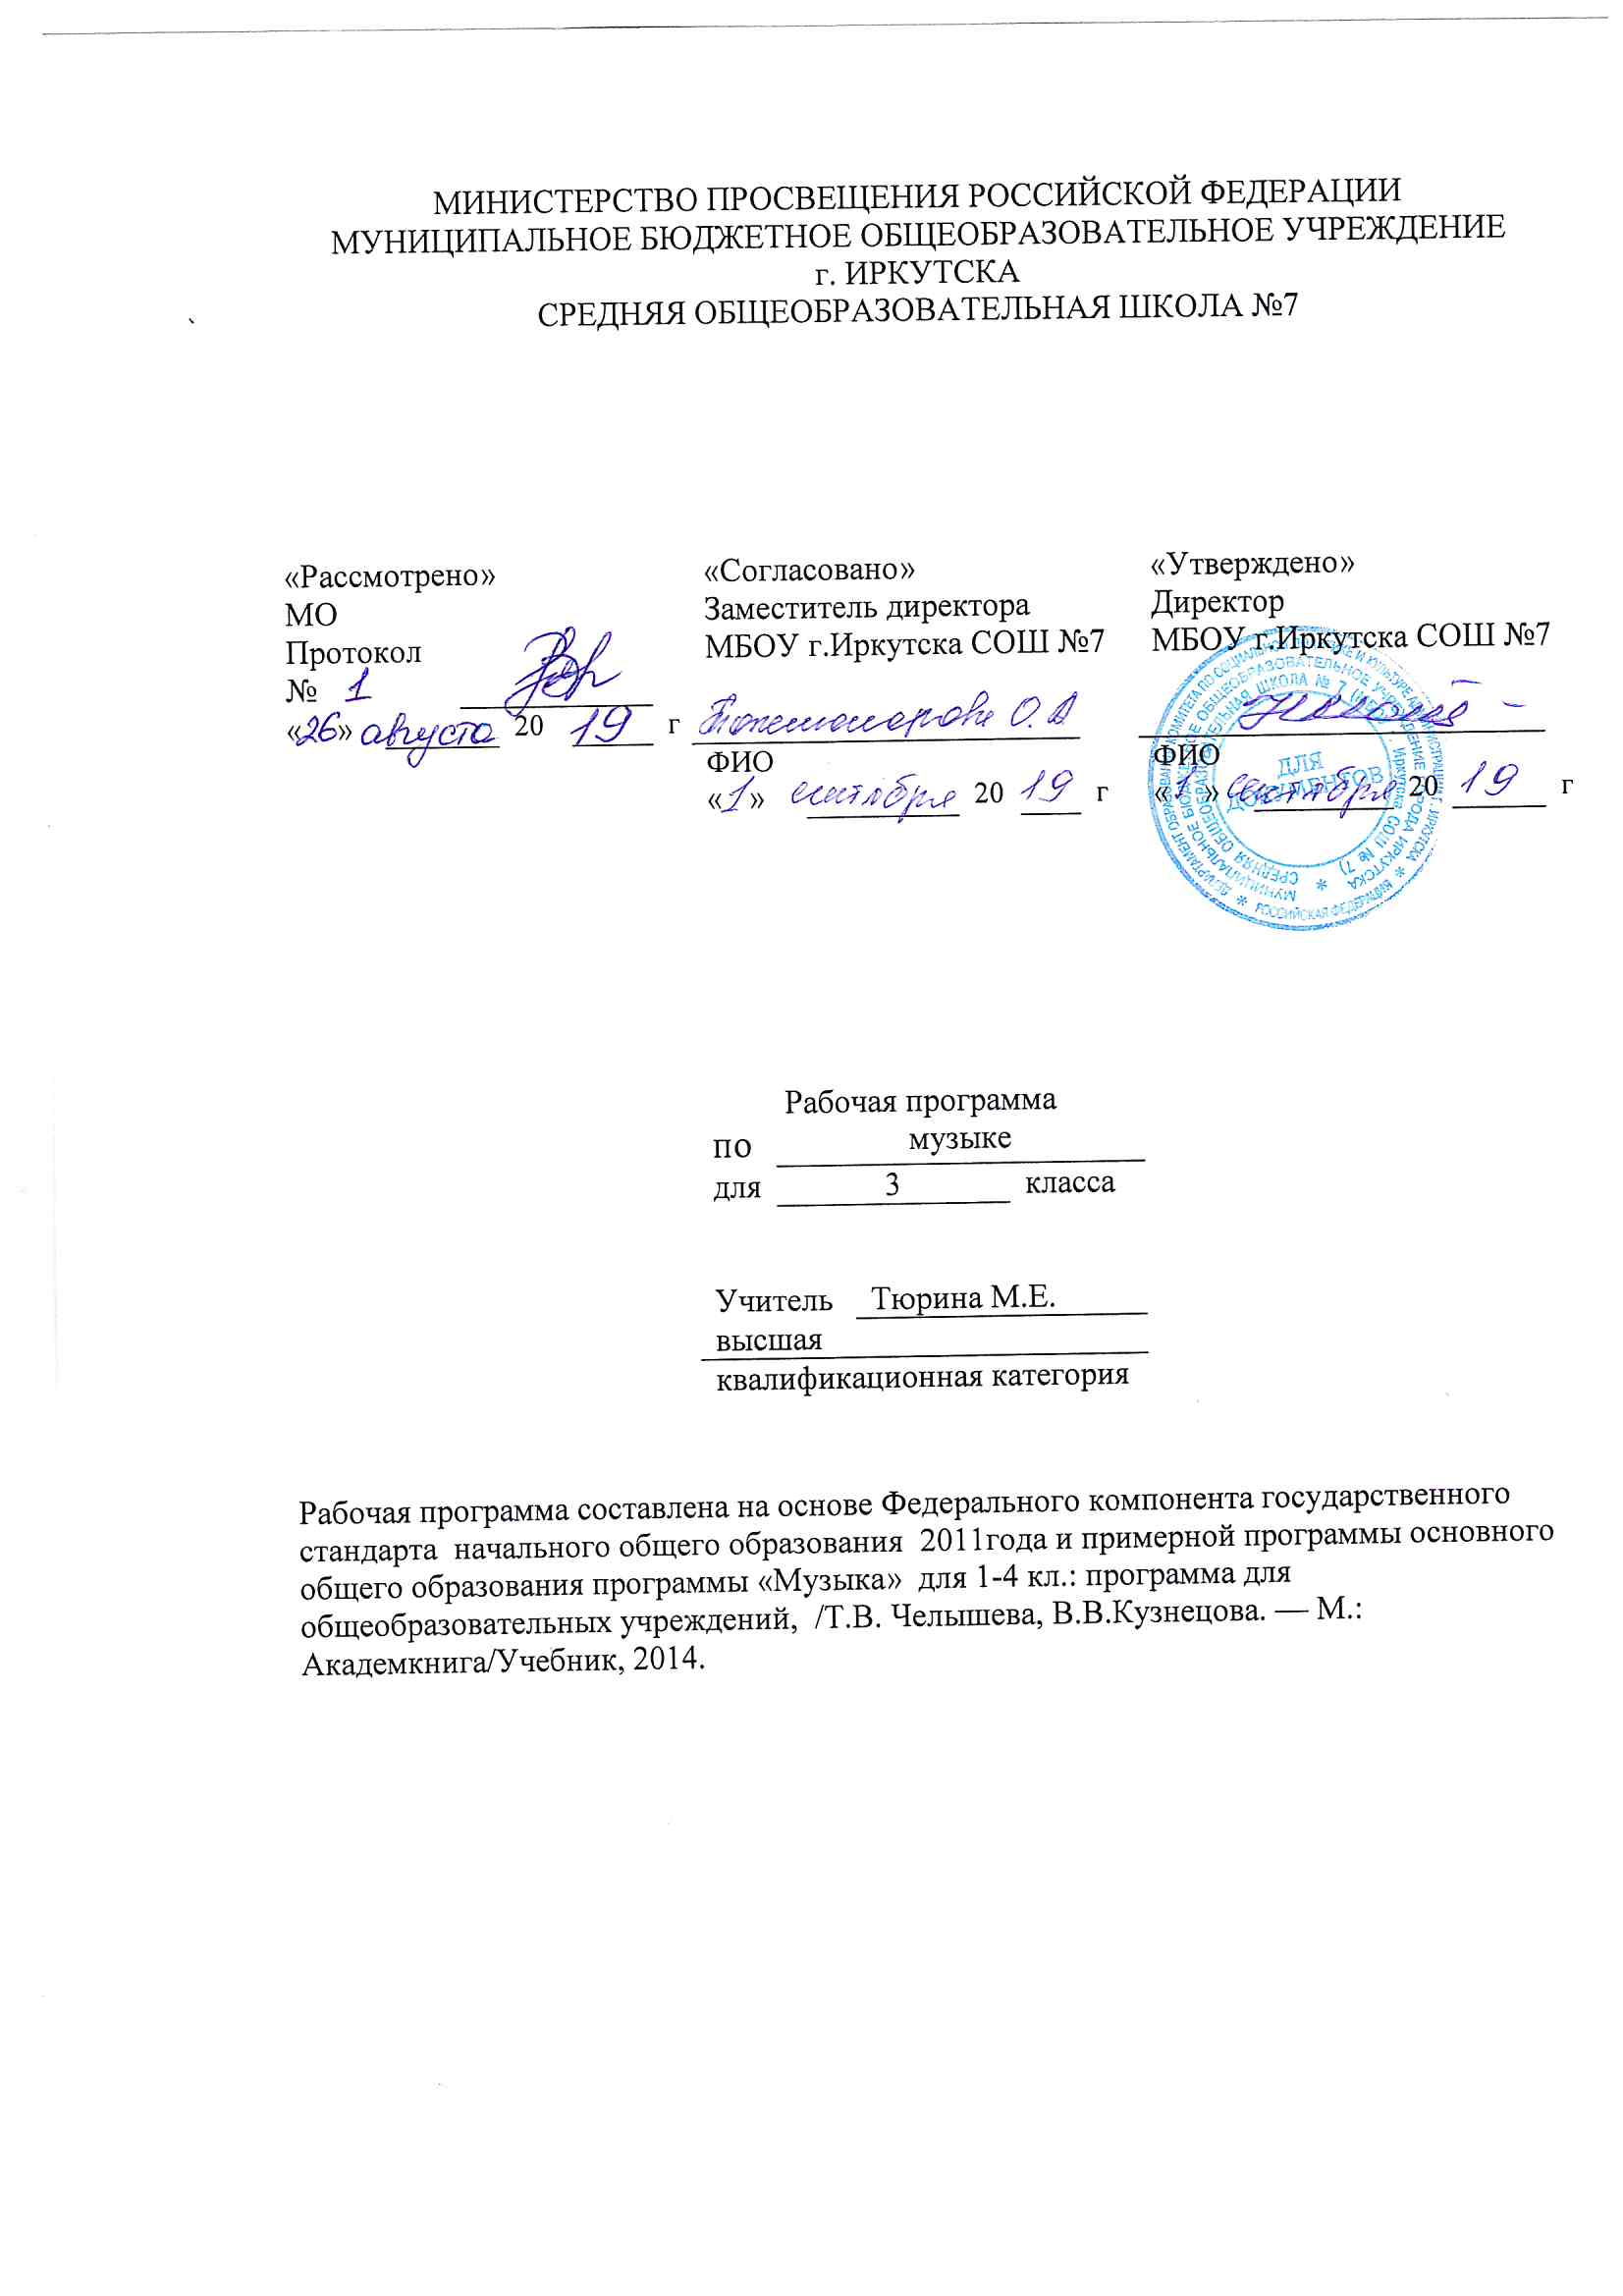 МИНИСТЕРСТВО ПРОСВЕЩЕНИЯ РОССИЙСКОЙ ФЕДЕРАЦИИ
МУНИЦИПАЛЬНОЕ БЮДЖЕТНОЕ ОБЩЕОБРАЗОВАТЕЛЬНОЕ УЧРЕЖДЕНИЕ
г. ИРКУТСКА
СРЕДНЯЯ ОБЩЕОБРАЗОВАТЕЛЬНАЯ ШКОЛА №7
«Рассмотрено»
МО
Протокол
№ 1
«26» августа 20 19 г
«Согласовано»
Заместитель директора
МБОУ г.Иркутска СОШ №7
О.А
ФИО
«1» сентября 20 19 г
«Утверждено»
Директор
МБОУ г.Иркутска СОШ №7
ФИО
«1» сентября 20 19 г
ДЛЯ
ДОКУМЕНТОВ
Рабочая программа
по музыке
для 3 класса
Учитель Тюрина М.Е.
высшая
квалификационная категория
Рабочая программа составлена на основе Федерального компонента государственного
стандарта начального общего образования 2011года и примерной программы основного
общего образования программы «Музыка» для 1-4 кл.: программа для
общеобразовательных учреждений, /Т.В. Челышева, В.В.Кузнецова. — М.:
Академкнига/Учебник, 2014.